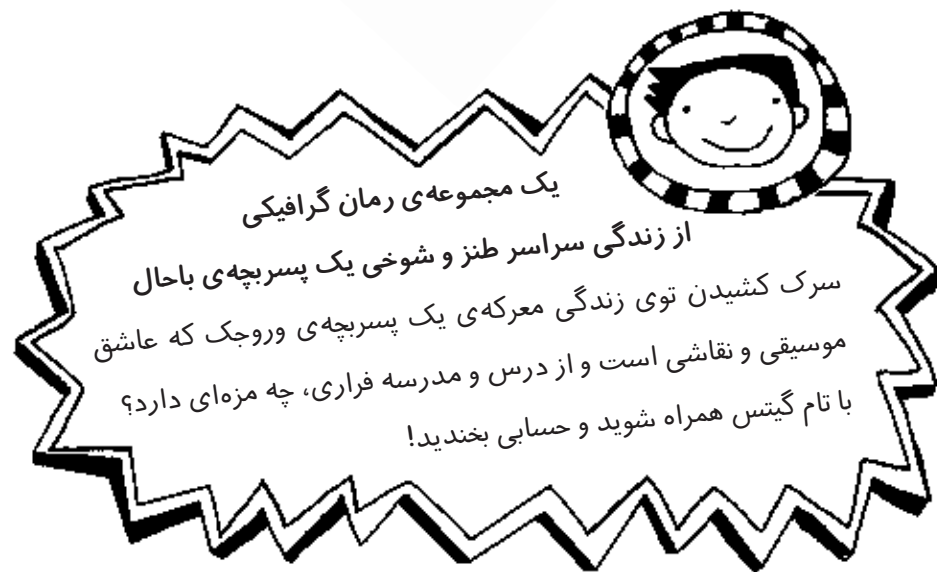 یک مجموعه‌ی رمان گرافیکی
از زندگی سراسر طنز و شوخی یک پسربچه‌ی باحال
سرک کشیدن توی زندگی معرکه‌ی یک پسربچه‌ی وروجک که عاشق
موسیقی و نقاشی است و از درس و مدرسه فراری، چه مزه‌ای دارد؟
با تام گیتس همراه شوید و حسابی بخندید!